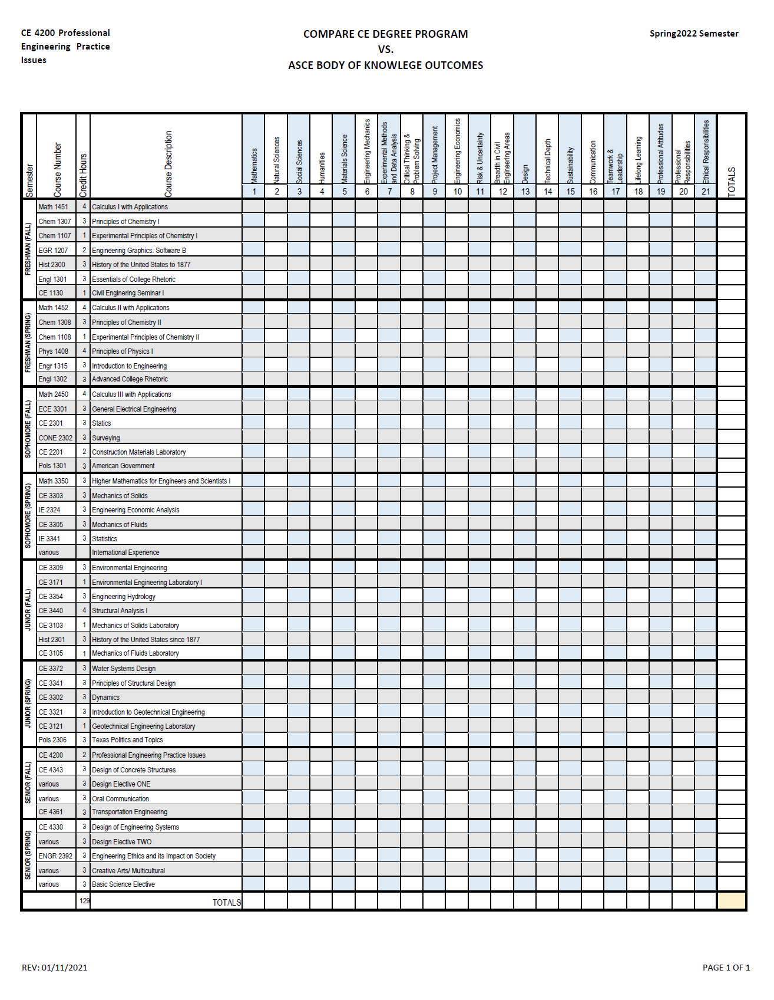 CE 4200 Professional
Engineering Practice
Issues
COMPARE CE DEGREE PROGRAM
VS.
ASCE BODY OF KNOWLEGE OUTCOMES
Spring2022 Semester
Semester
Course Number
Credit Hours
Course Description
Mathematics
Natural Sciences
Social Sciences
Humanities
Materials Science
Engineering Mechanics
Experimental Methods
and Data Analysis
Critical Thinking &
Problem Solving
Project Management
Engineering Economics
Risk & Uncertainty
Breadth in Civil
Engineering Areas
Design
Technical Depth
Sustainability
Communication
Teamwork &
Leadership
Lifelong Learning
Professional Attitudes
Professional
Responsibilities
Ethical Responsibilities
TOTALS
1 2 3 4 5 6 7 8 9 10 11 12 13 14 15 16 17 18 19 20 21
FRESHMAN (FALL)
Math 1451 4 Calculus I with Applications
Chem 1307 3 Principles of Chemistry I
Chem 1107 1 Experimental Principles of Chemistry I
EGR 1207 2 Engineering Graphics: Software B
Hist 2300 3 History of the United States to 1877
Engl 1301 3 Essentials of College Rhetoric
CE 1130 1 Civil Enginering Seminar I
FRESHMAN (SPRING)
Math 1452 4 Calculus II with Applications
Chem 1308 3 Principles of Chemistry II
Chem 1108 1 Experimental Principles of Chemistry II
Phys 1408 4 Principles of Physics I
Engr 1315 3 Introduction to Engineering
Engl 1302 3 Advanced College Rhetoric
SOPHOMORE (FALL)
Math 2450 4 Calculus III with Applications
ECE 3301 3 General Electrical Engineering
CE 2301 3 Statics
CONE 2302 3 Surveying
CE 2201 2 Construction Materials Laboratory
Pols 1301 3 American Government
SOPHOMORE (SPRING)
Math 3350 3 Higher Mathematics for Engineers and Scientists I
CE 3303 3 Mechanics of Solids
IE 2324 3 Engineering Economic Analysis
CE 3305 3 Mechanics of Fluids
IE 3341 3 Statistics
various International Experience
JUNIOR (FALL)
CE 3309 3 Environmental Engineering
CE 3171 1 Environmental Engineering Laboratory I
CE 3354 3 Engineering Hydrology
CE 3440 4 Structural Analysis I
CE 3103 1 Mechanics of Solids Laboratory
Hist 2301 3 History of the United States since 1877
CE 3105 1 Mechanics of Fluids Laboratory
JUNIOR (SPRING)
CE 3372 3 Water Systems Design
CE 3341 3 Principles of Structural Design
CE 3302 3 Dynamics
CE 3321 3 Introduction to Geotechnical Engineering
CE 3121 1 Geotechnical Engineering Laboratory
Pols 2306 3 Texas Politics and Topics
SENIOR (FALL)
CE 4200 2 Professional Engineering Practice Issues
CE 4343 3 Design of Concrete Structures
various 3 Design Elective ONE
various 3 Oral Communication
CE 4361 3 Transportation Engineering
SENIOR (SPRING)
CE 4330 3 Design of Engineering Systems
various 3 Design Elective TWO
ENGR 2392 3 Engineering Ethics and its Impact on Society
various 3 Creative Arts/ Multicultural
various 3 Basic Science Elective
129 TOTALS
REV: 01/11/2021
PAGE 1 OF 1